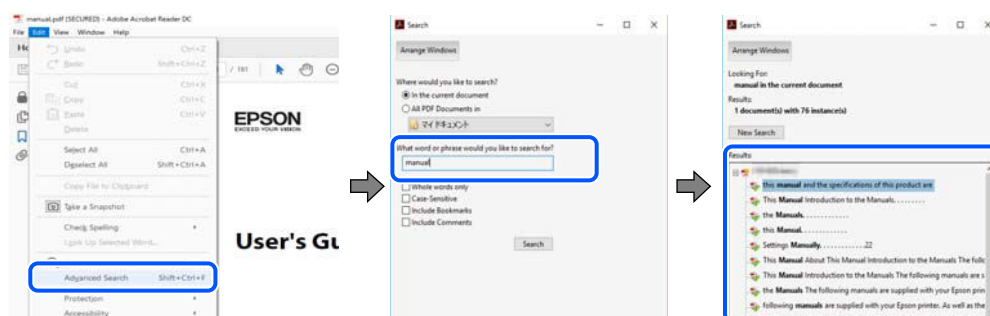 manual.pdf (SECURED) - Adobe Acrobat Reader DC
File Edit View Window Help
Undo Ctrl+Z
Redo Shift+Ctrl+Z
Cut Ctrl+X
Copy Ctrl+C
Paste Ctrl+V
Delete
Select All Ctrl+A
Deselect All Shift+Ctrl+A
Copy File to Clipboard
Take a Snapshot
Check Spelling
Look Up Selected Word...
Advanced Search Shift+Ctrl+F
Protection
Accessibility
/ 181
EPSON
EXCEED YOUR VISION
User's Gu
Search
Arrange Windows
Where would you like to search?
In the current document
All PDF Documents in
マイドキュメント
What word or phrase would you like to search for?
manual
Whole words only
Case-Sensitive
Include Bookmarks
Include Comments
Search
Search
Arrange Windows
Looking For:
manual in the current document
Results:
1 document(s) with 76 instance(s)
New Search
Results:
this manual and the specifications of this product are
This Manual Introduction to the Manuals. . . . . . . .
the Manuals. . . . . . . . . . . . .
this Manual. . . . . . . . . . . . .
Settings Manually. . . . . . . . . . . . .22
This Manual About This Manual Introduction to the Manuals The follo
This Manual Introduction to the Manuals The following manuals are s
the Manuals The following manuals are supplied with your Epson prin
following manuals are supplied with your Epson printer. As well as the